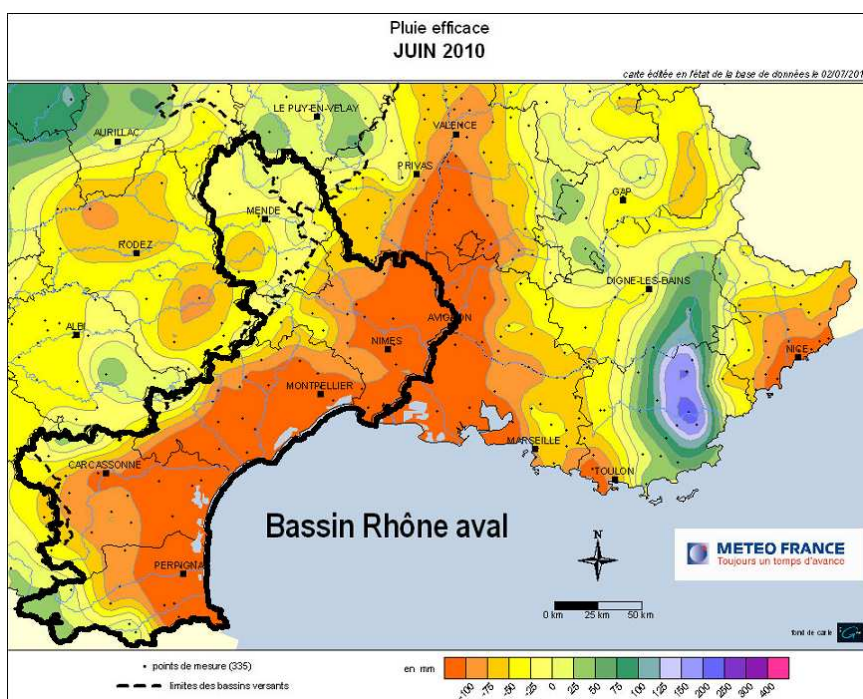 Pluie efficace
JUIN 2010
carte éditée en l'état de la base de données le 02/07/201
LE PUY-EN-VELAY
AURILLAC
VALENCE
PRIVAS
GAP
MENDE
RODEZ
DIGNE-LES-BAINS
AVIGNON
ALBI
NIMES
NICE
MONTPELLIER
MARSEILLE
CARCASSONNE
TOULON
Bassin Rhône aval
N
METEO FRANCE
Toujours un temps d'avance
PERPIGNA
0 km 25 km 50 km
fond de carte
points de mesure (335)
limites des bassins versants
en mm
-100 -75 -50 -25 0 25 50 75 100 125 150 200 250 300 400